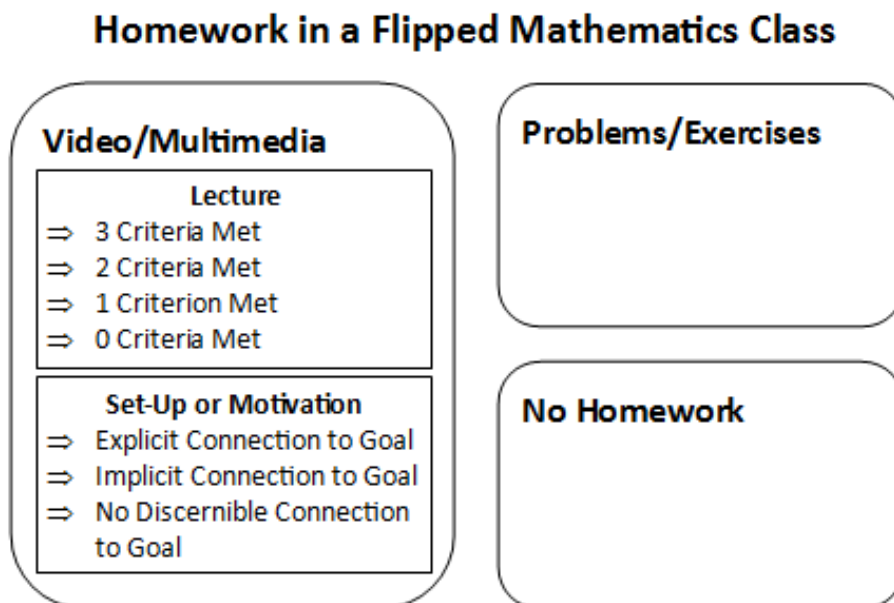 Homework in a Flipped Mathematics Class
Video/Multimedia
Lecture
⇒ 3 Criteria Met
⇒ 2 Criteria Met
⇒ 1 Criterion Met
⇒ 0 Criteria Met
Set-Up or Motivation
⇒ Explicit Connection to Goal
⇒ Implicit Connection to Goal
⇒ No Discernible Connection
to Goal
Problems/Exercises
No Homework